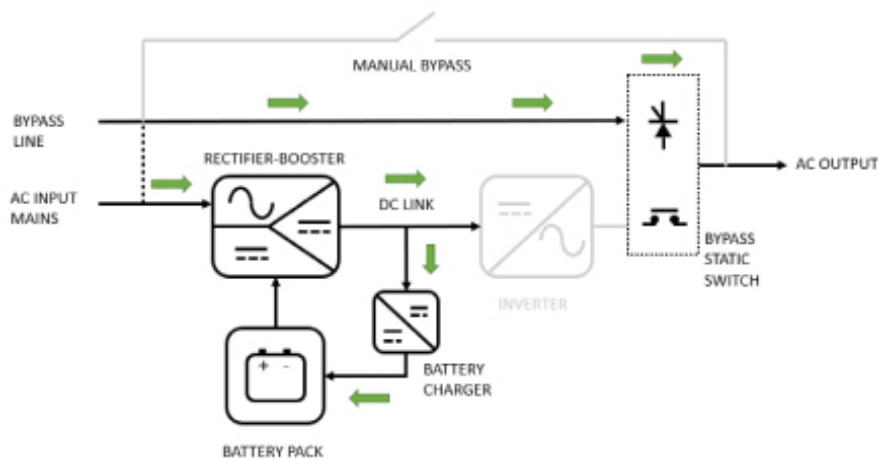 MANUAL BYPASS
BYPASS
LINE
RECTIFIER-BOOSTER
AC OUTPUT
AC INPUT
MAINS
DC LINK
BYPASS
STATIC
SWITCH
INVERTER
+ -
BATTERY
CHARGER
BATTERY PACK